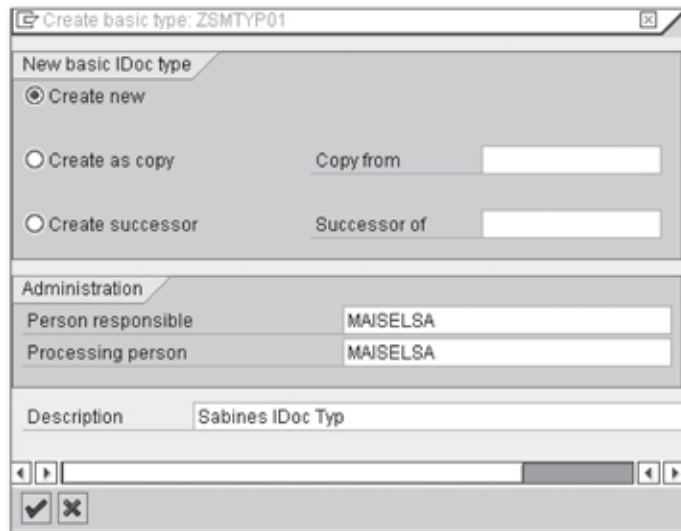 Create basic type: ZSMTYP01
New basic IDoc type
Create new
Create as copy Copy from
Create successor Successor of
Administration
Person responsible MAISELSA
Processing person MAISELSA
Description Sabines IDoc Typ